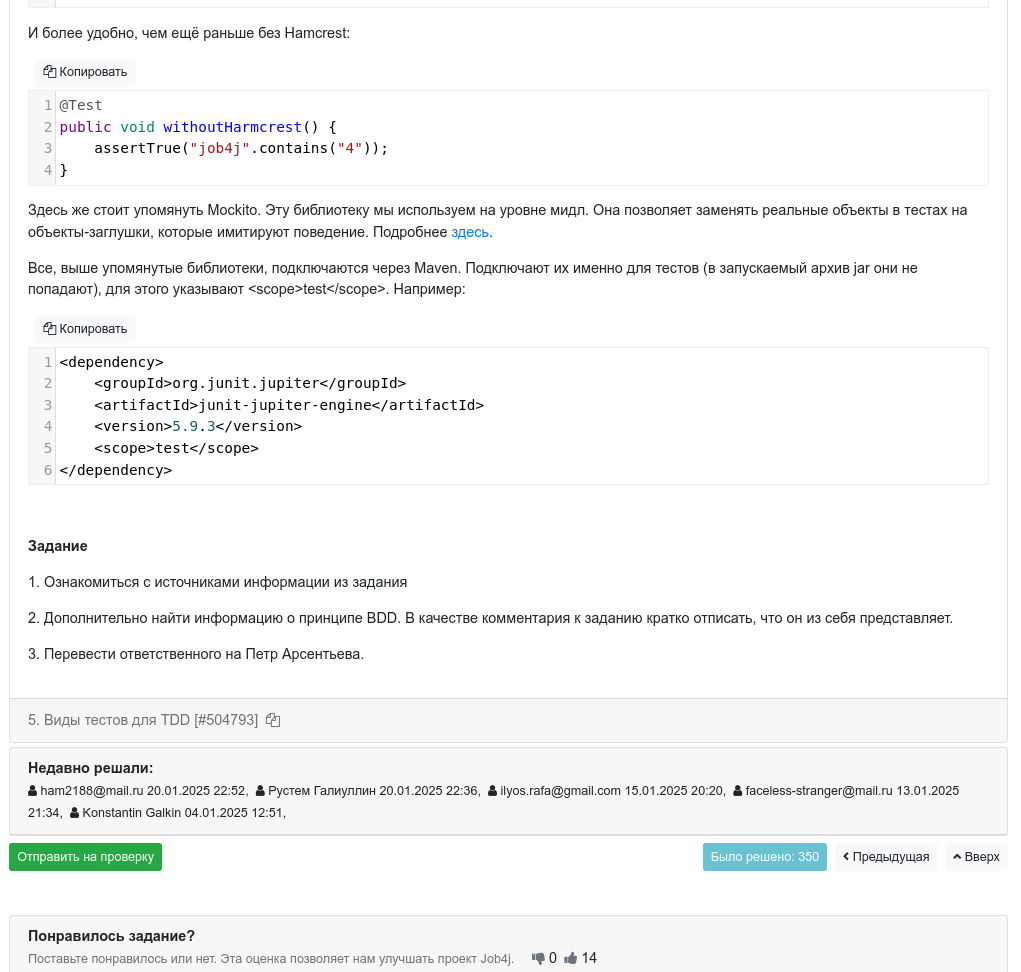 И более удобно, чем ещё раньше без Hamcrest:
Копировать
1 @Test
2 public void withoutHarmcrest() {
3     assertTrue("job4j".contains("4"));
4 }
Здесь же стоит упомянуть Mockito. Эту библиотеку мы используем на уровне мидл. Она позволяет заменять реальные объекты в тестах на
объекты-заглушки, которые имитируют поведение. Подробнее здесь.
Все, выше упомянутые библиотеки, подключаются через Maven. Подключают их именно для тестов (в запускаемый архив jar они не
попадают), для этого указывают <scope>test</scope>. Например:
Копировать
1 <dependency>
2     <groupId>org.junit.jupiter</groupId>
3     <artifactId>junit-jupiter-engine</artifactId>
4     <version>5.9.3</version>
5     <scope>test</scope>
6 </dependency>
Задание
1. Ознакомиться с источниками информации из задания
2. Дополнительно найти информацию о принципе BDD. В качестве комментария к заданию кратко отписать, что он из себя представляет.
3. Перевести ответственного на Петр Арсентьева.
5. Виды тестов для TDD [#504793]
Недавно решали:
ham2188@mail.ru 20.01.2025 22:52, Рустем Галиуллин 20.01.2025 22:36, ilyos.rafa@gmail.com 15.01.2025 20:20, faceless-stranger@mail.ru 13.01.2025
21:34, Konstantin Galkin 04.01.2025 12:51,
Отправить на проверку Было решено: 350 Предыдущая Вверх
Понравилось задание?
Поставьте понравилось или нет. Эта оценка позволяет нам улучшать проект Job4j. 0 14